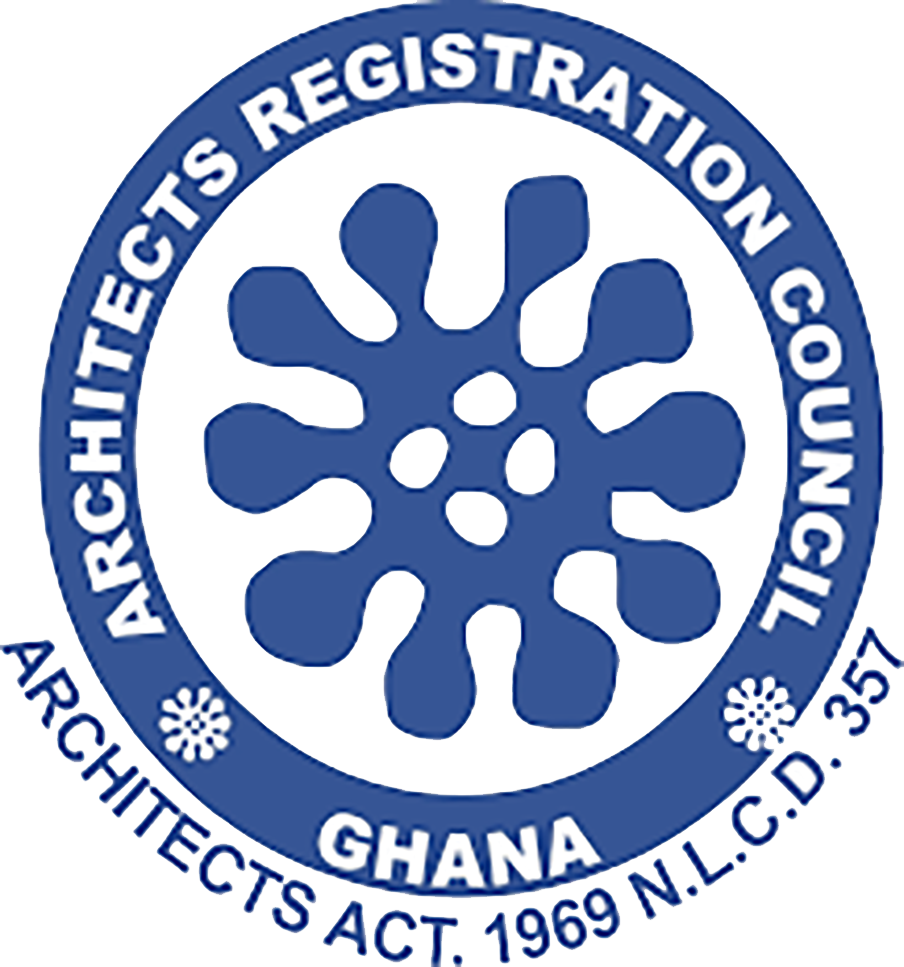 ARCHITECTS REGISTRATION COUNCIL
GHANA
ARCHITECTS ACT. 1969 N.L.C.D. 357